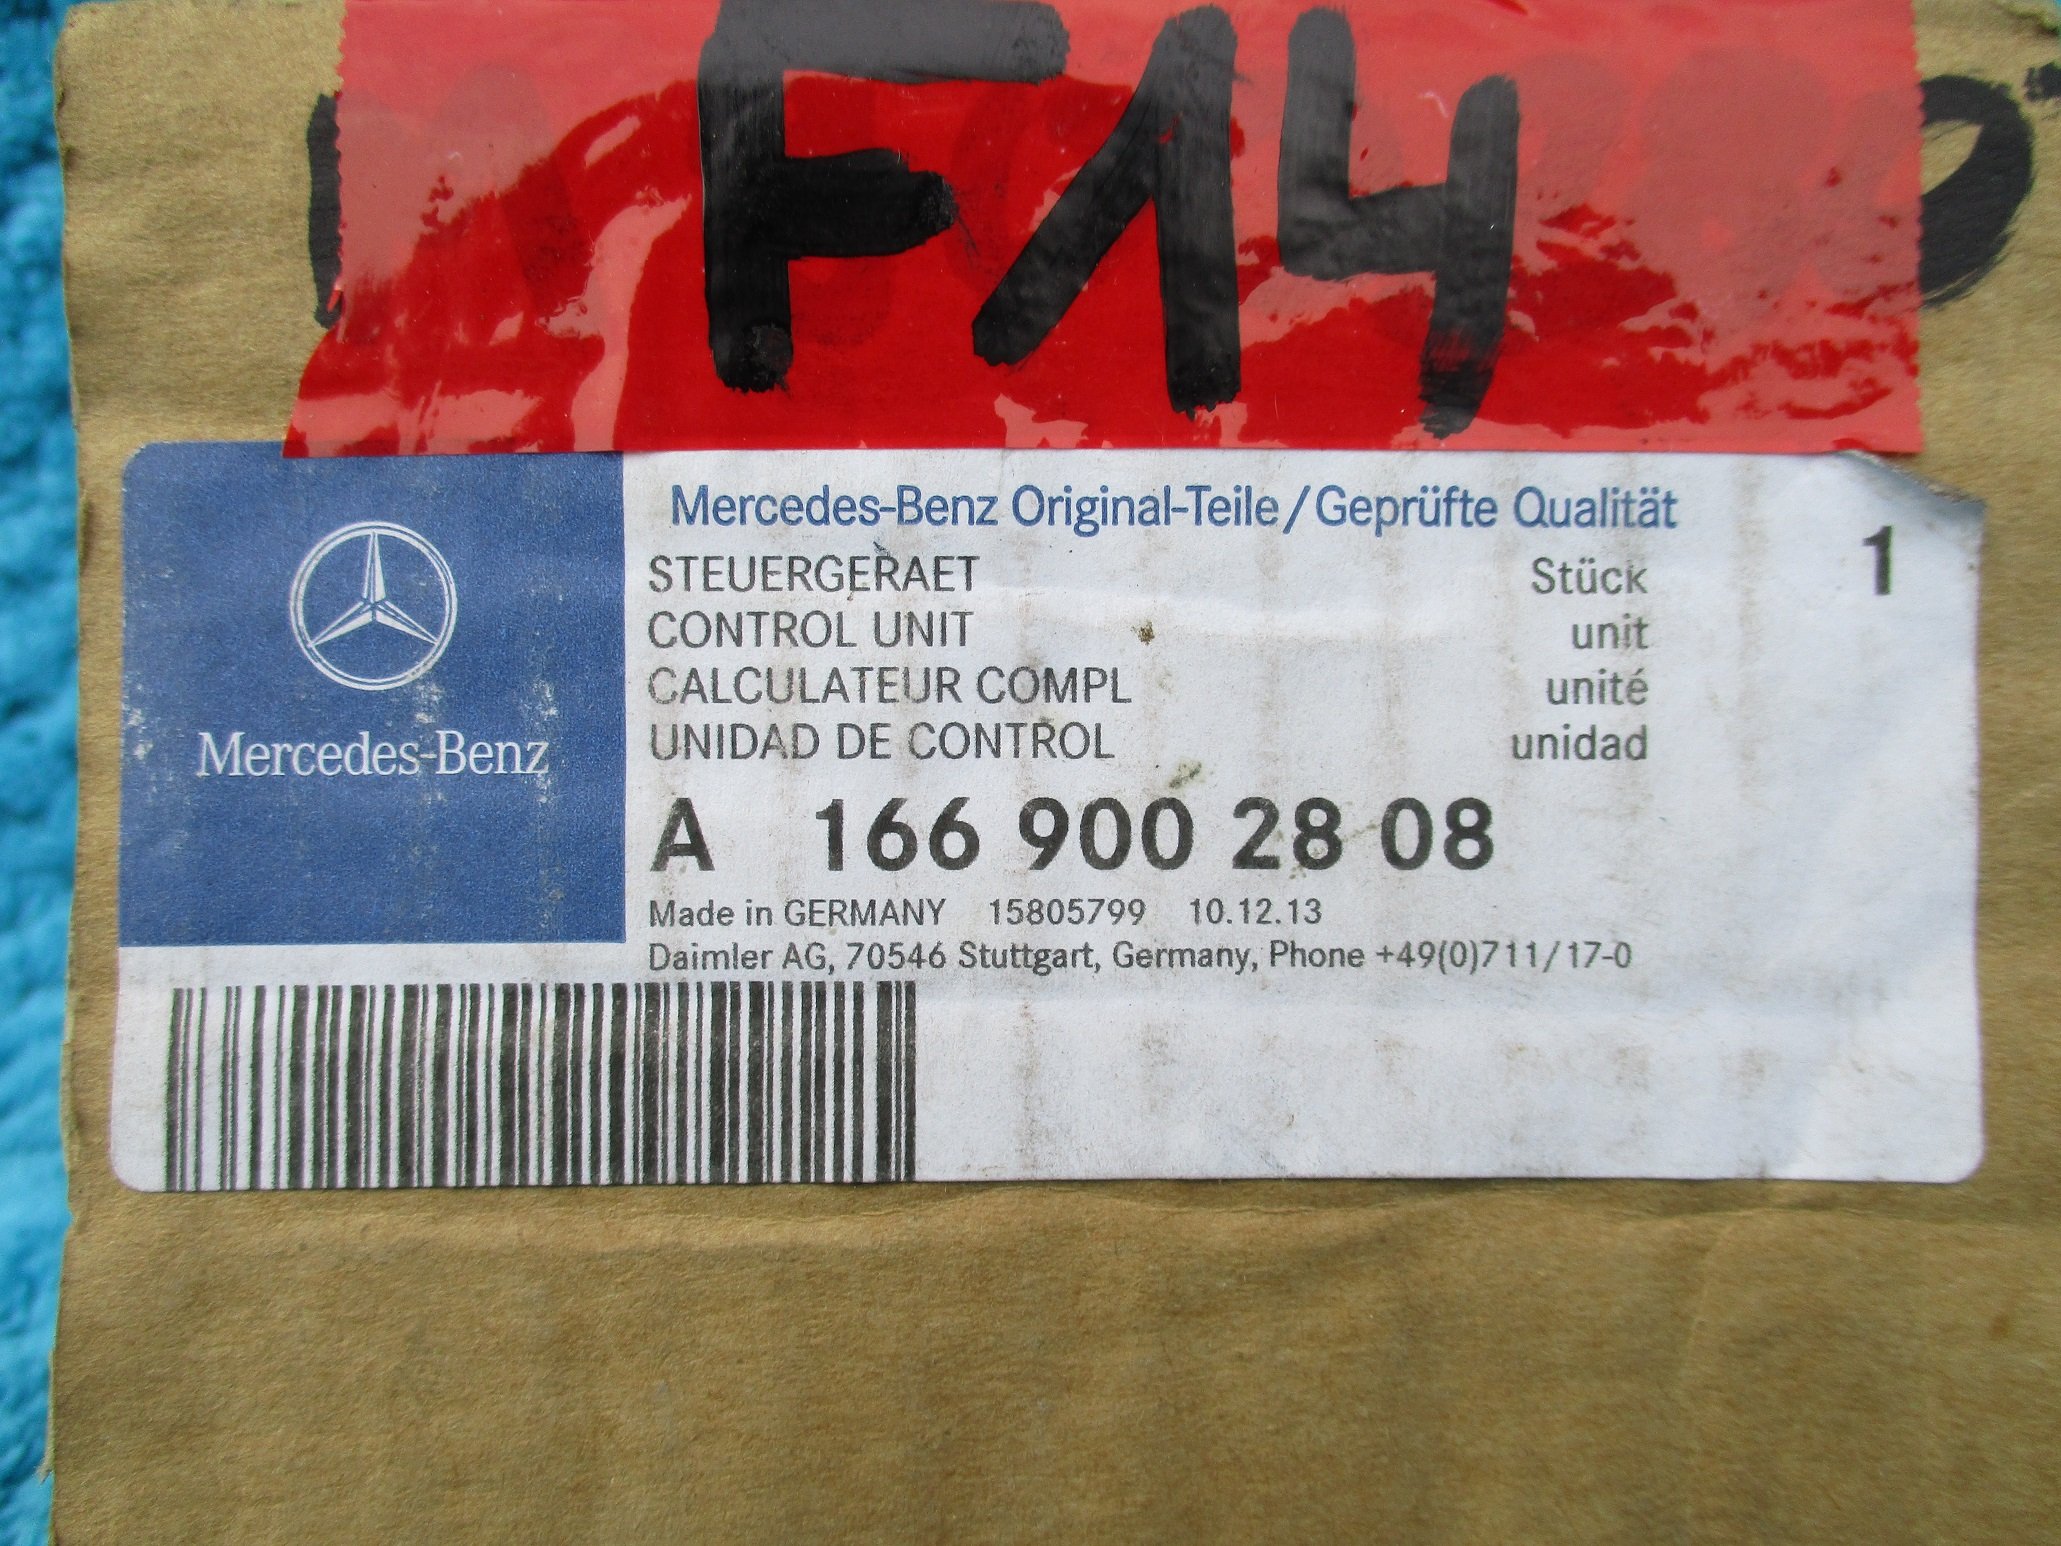 F14
Mercedes-Benz Original-Teile/Geprüfte Qualität
STEUERGERAET Stück 1
CONTROL UNIT unit
CALCULATEUR COMPL unité
UNIDAD DE CONTROL unidad
Mercedes-Benz
A 166 900 28 08
Made in GERMANY 15805799 10.12.13
Daimler AG, 70546 Stuttgart, Germany, Phone +49(0)711/17-0